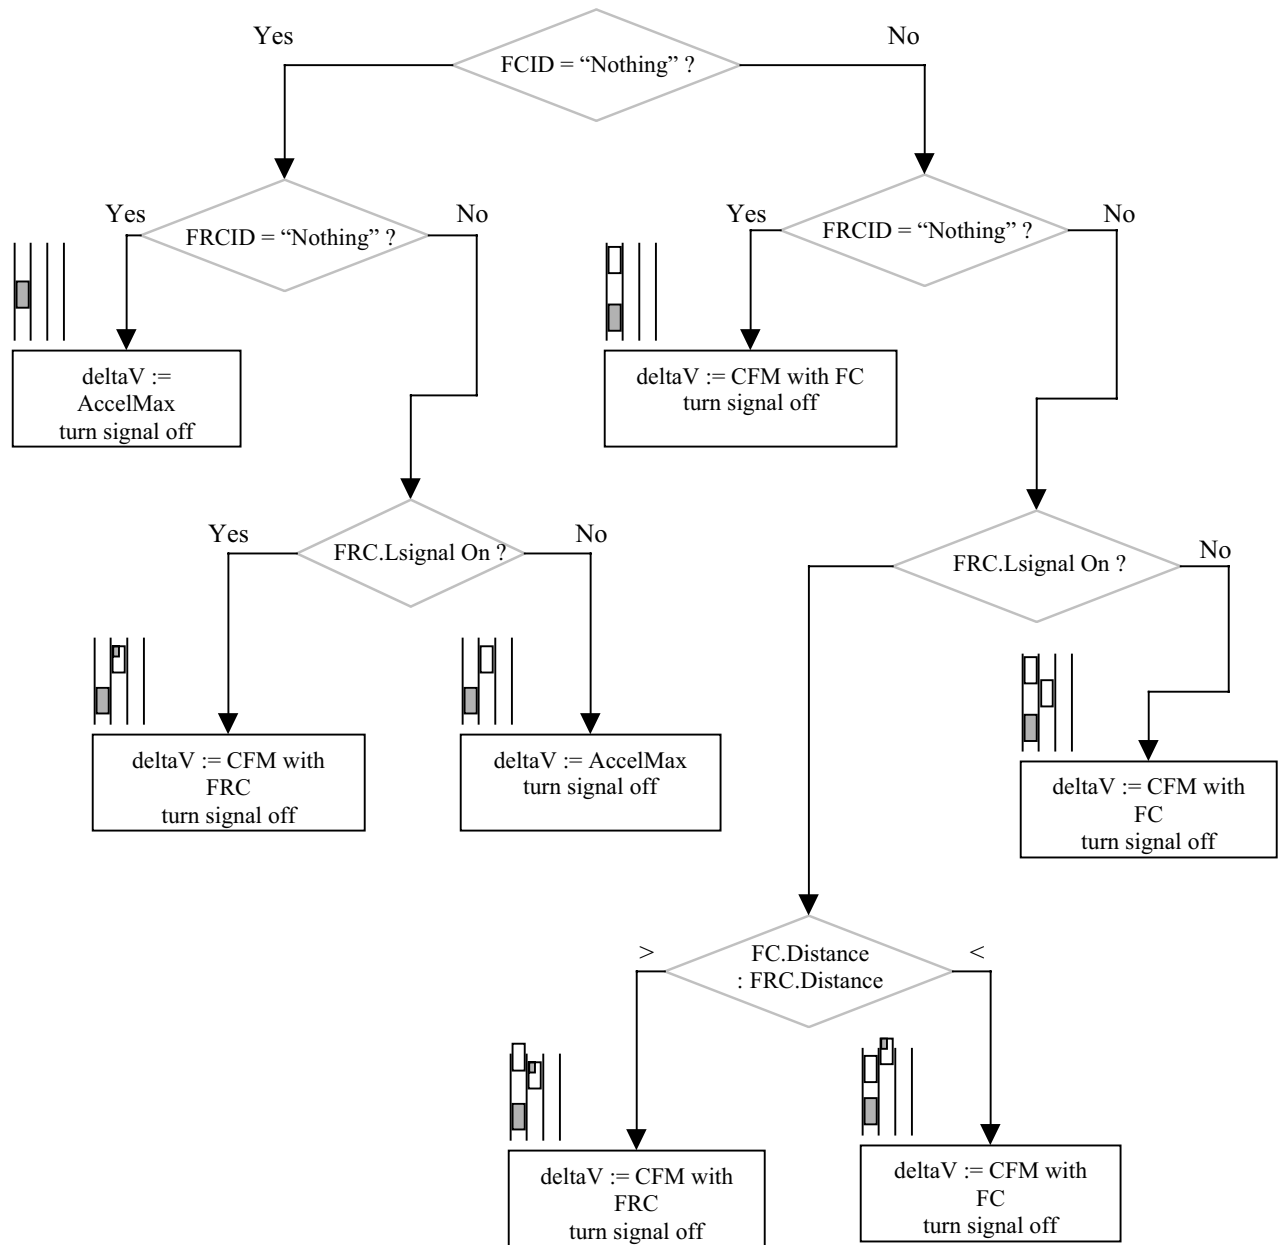 Yes
No
FCID = “Nothing” ?
Yes
No
FRCID = “Nothing” ?
Yes
No
FRCID = “Nothing” ?
deltaV :=
AccelMax
turn signal off
deltaV := CFM with FC
turn signal off
Yes
No
FRC.Lsignal On ?
No
FRC.Lsignal On ?
deltaV := CFM with
FRC
turn signal off
deltaV := AccelMax
turn signal off
deltaV := CFM with
FC
turn signal off
>
<
FC.Distance
: FRC.Distance
deltaV := CFM with
FRC
turn signal off
deltaV := CFM with
FC
turn signal off